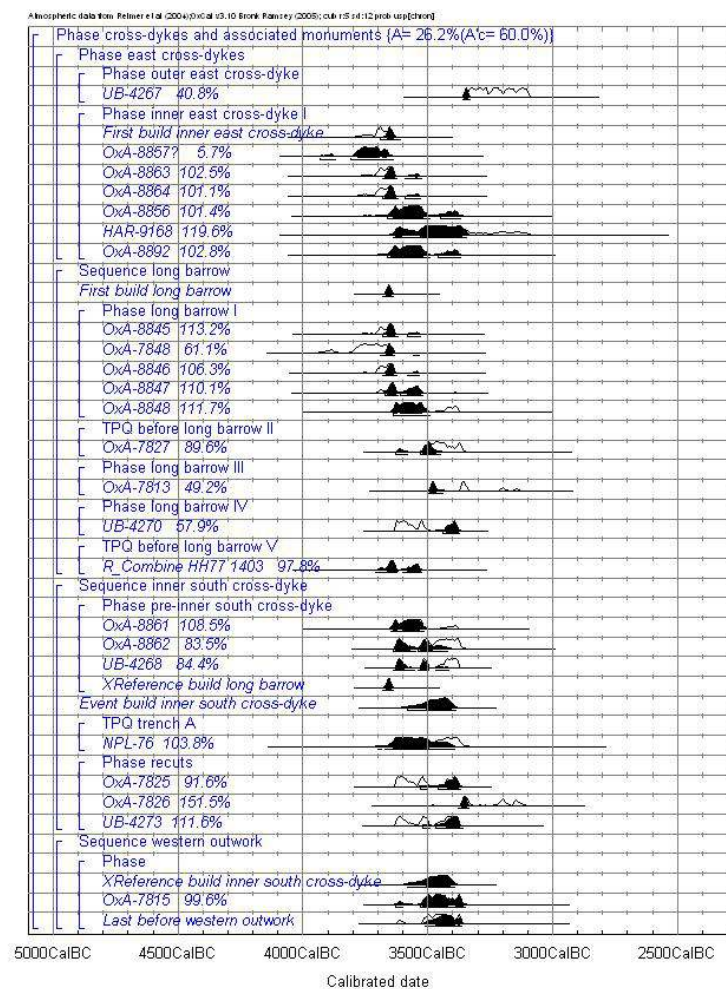 Atmospheric data from Reimer et al (2004);OxCal v3.10 Bronk Ramsey (2005); cub r:5 sd:12 prob usp[chron]
Phase cross-dykes and associated monuments {A= 26.2%(A'c= 60.0%)}
Phase east cross-dykes
Phase outer east cross-dyke
UB-4267 40.8%
Phase inner east cross-dyke I
First build inner east cross-dyke
OxA-8857? 5.7%
OxA-8863 102.5%
OxA-8864 101.1%
OxA-8856 101.4%
HAR-9168 119.6%
OxA-8892 102.8%
Sequence long barrow
First build long barrow
Phase long barrow I
OxA-8845 113.2%
OxA-7848 61.1%
OxA-8846 106.3%
OxA-8847 110.1%
OxA-8848 111.7%
TPQ before long barrow II
OxA-7827 89.6%
Phase long barrow III
OxA-7813 49.2%
Phase long barrow IV
UB-4270 57.9%
TPQ before long barrow V
R_Combine HH77 1403 97.8%
Sequence inner south cross-dyke
Phase pre-inner south cross-dyke
OxA-8861 108.5%
OxA-8862 83.5%
UB-4268 84.4%
XReference build long barrow
Event build inner south cross-dyke
TPQ trench A
NPL-76 103.8%
Phase recuts
OxA-7825 91.6%
OxA-7826 151.5%
UB-4273 111.6%
Sequence western outwork
Phase
XReference build inner south cross-dyke
OxA-7815 99.6%
Last before western outwork
5000CalBC 4500CalBC 4000CalBC 3500CalBC 3000CalBC 2500CalBC
Calibrated date